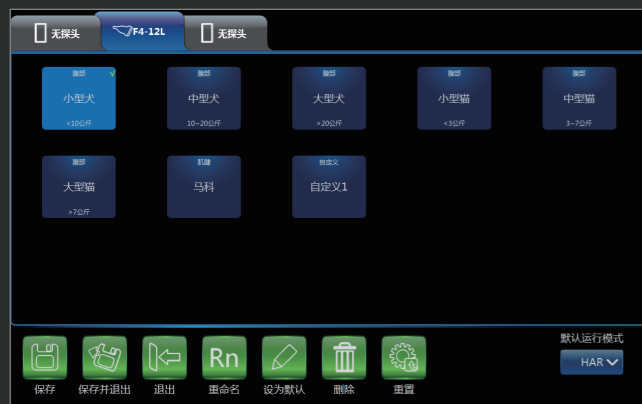 无探头
F4-12L
无探头
腹部
小型犬
<10公斤
腹部
中型犬
10~20公斤
腹部
大型犬
>20公斤
腹部
小型猫
<3公斤
腹部
中型猫
3~7公斤
腹部
大型猫
>7公斤
肌腱
马科
自定义
自定义1
默认运行模式
HAR
Rn
保存
保存并退出
退出
重命名
设为默认
删除
重置